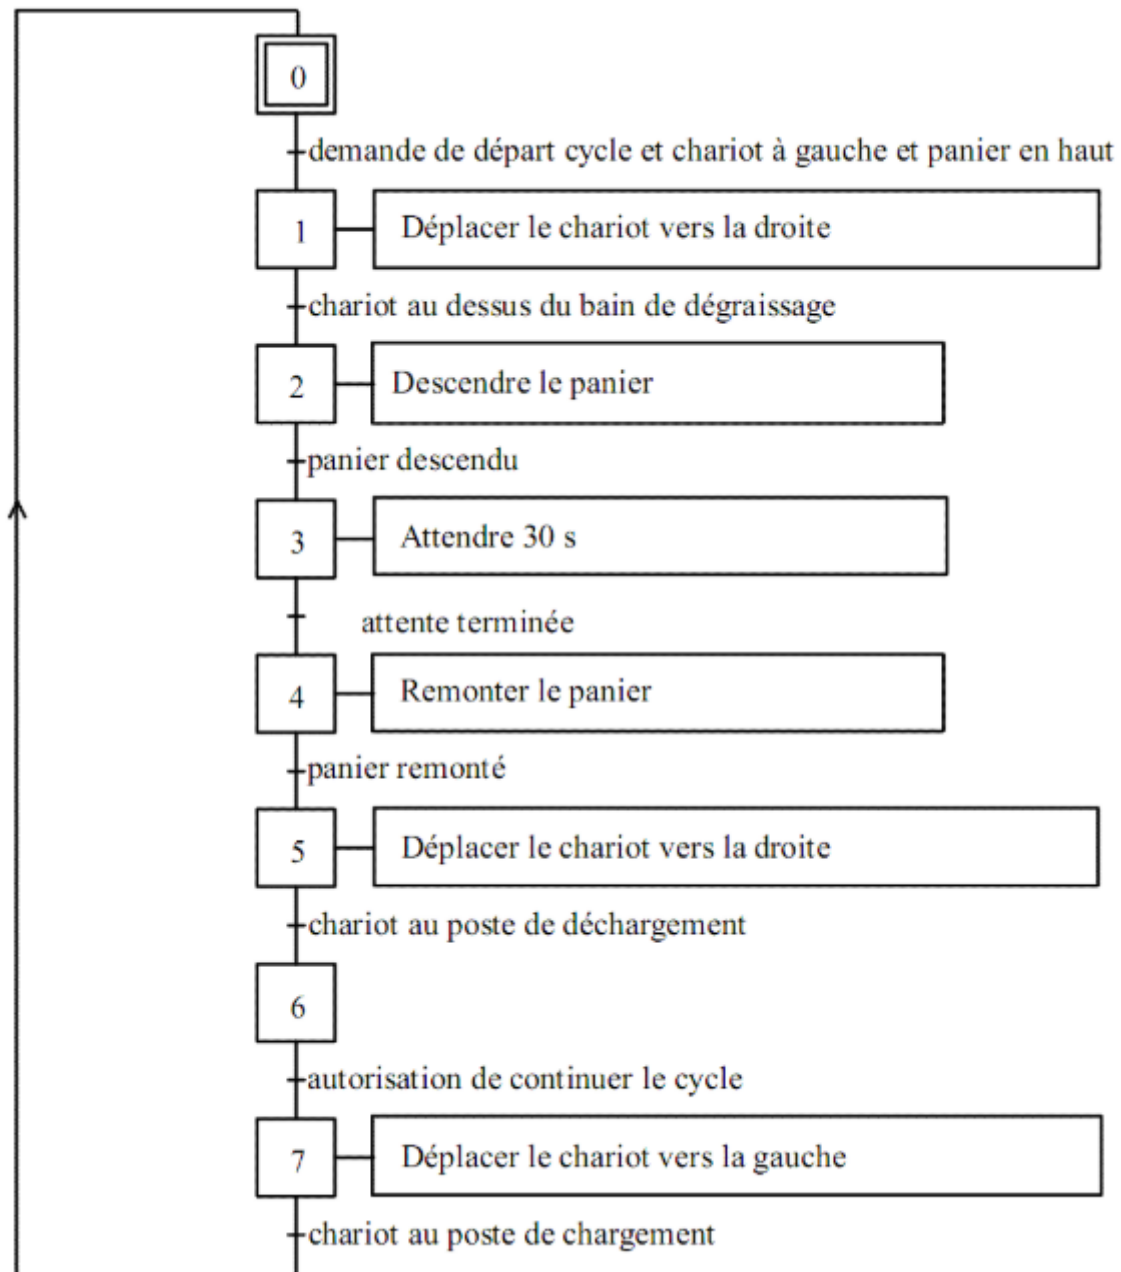 0
demande de départ cycle et chariot à gauche et panier en haut
1
Déplacer le chariot vers la droite
chariot au dessus du bain de dégraissage
2
Descendre le panier
panier descendu
3
Attendre 30 s
attente terminée
4
Remonter le panier
panier remonté
5
Déplacer le chariot vers la droite
chariot au poste de déchargement
6
autorisation de continuer le cycle
7
Déplacer le chariot vers la gauche
chariot au poste de chargement